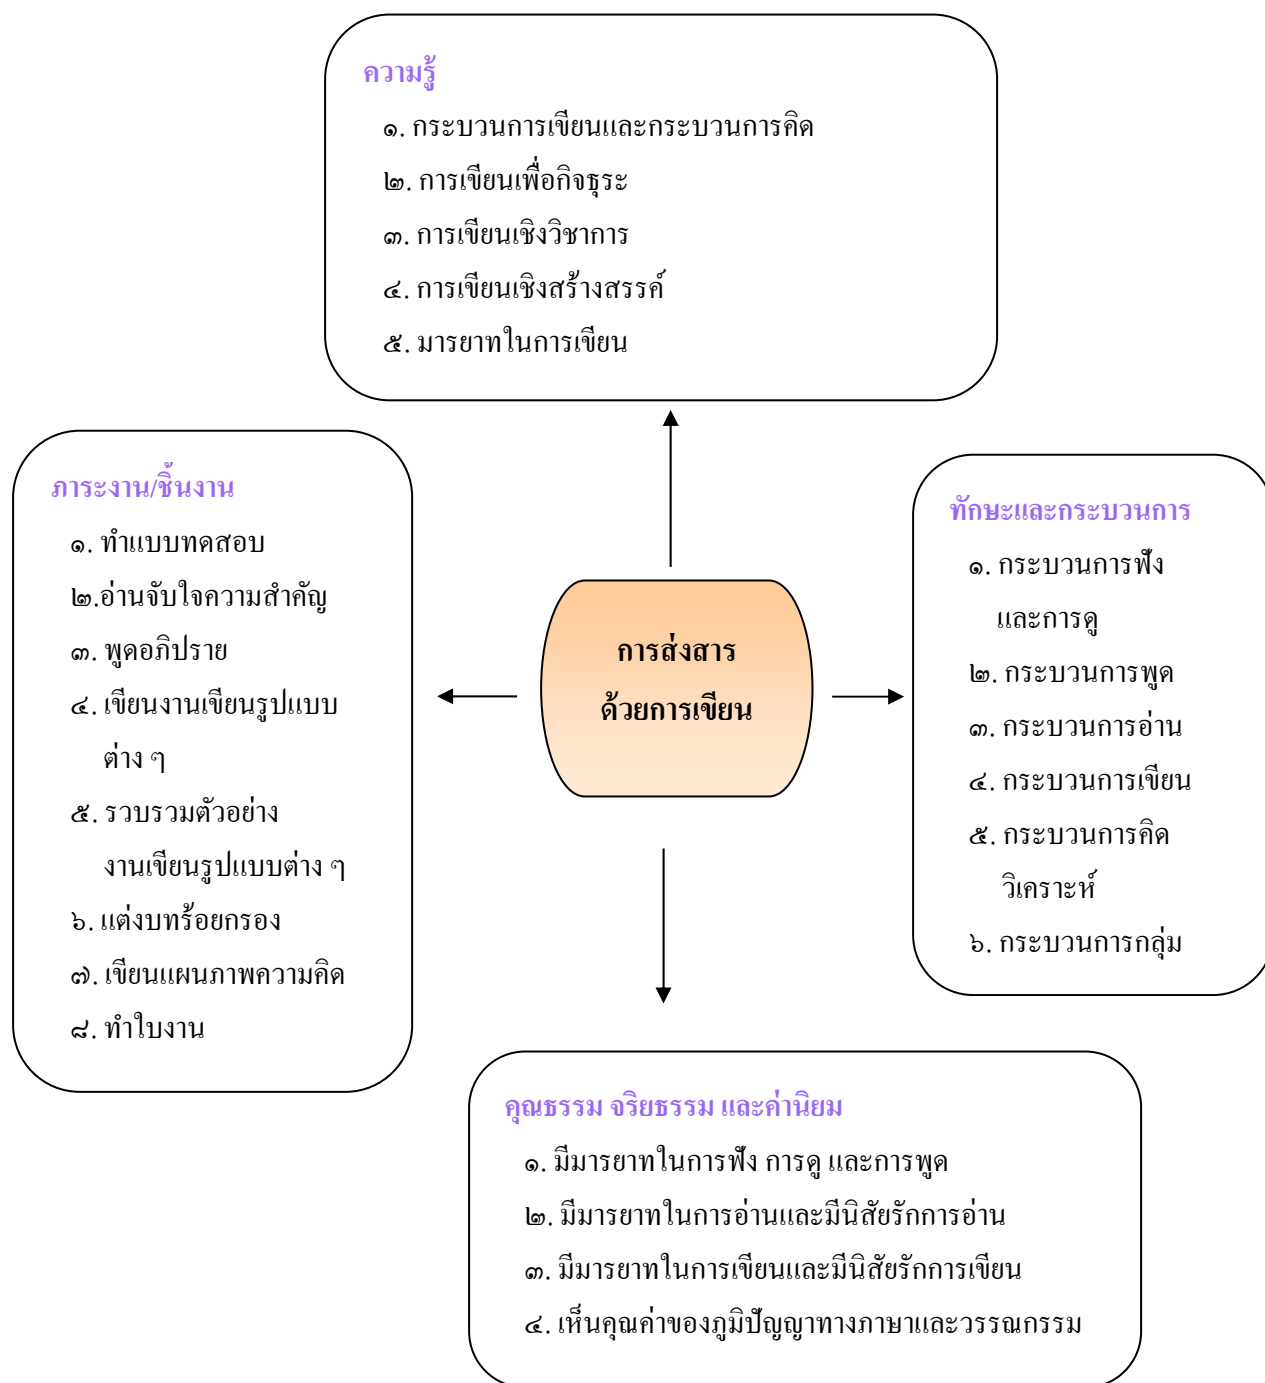 ความรู้
๑. กระบวนการเขียนและกระบวนการคิด
๒. การเขียนเพื่อกิจธุระ
๓. การเขียนเชิงวิชาการ
๔. การเขียนเชิงสร้างสรรค์
๕. มารยาทในการเขียน
ภาระงาน/ชิ้นงาน
๑. ทำแบบทดสอบ
๒.อ่านจับใจความสำคัญ
๓. พูดอภิปราย
๔. เขียนงานเขียนรูปแบบ
ต่าง ๆ
๕. รวบรวมตัวอย่าง
งานเขียนรูปแบบต่าง ๆ
๖. แต่งบทร้อยกรอง
๗. เขียนแผนภาพความคิด
๘. ทำใบงาน
การส่งสาร
ด้วยการเขียน
ทักษะและกระบวนการ
๑. กระบวนการฟัง
และการดู
๒. กระบวนการพูด
๓. กระบวนการอ่าน
๔. กระบวนการเขียน
๕. กระบวนการคิด
วิเคราะห์
๖. กระบวนการกลุ่ม
คุณธรรม จริยธรรม และค่านิยม
๑. มีมารยาทในการฟัง การดู และการพูด
๒. มีมารยาทในการอ่านและมีนิสัยรักการอ่าน
๓. มีมารยาทในการเขียนและมีนิสัยรักการเขียน
๔. เห็นคุณค่าของภูมิปัญญาทางภาษาและวรรณกรรม